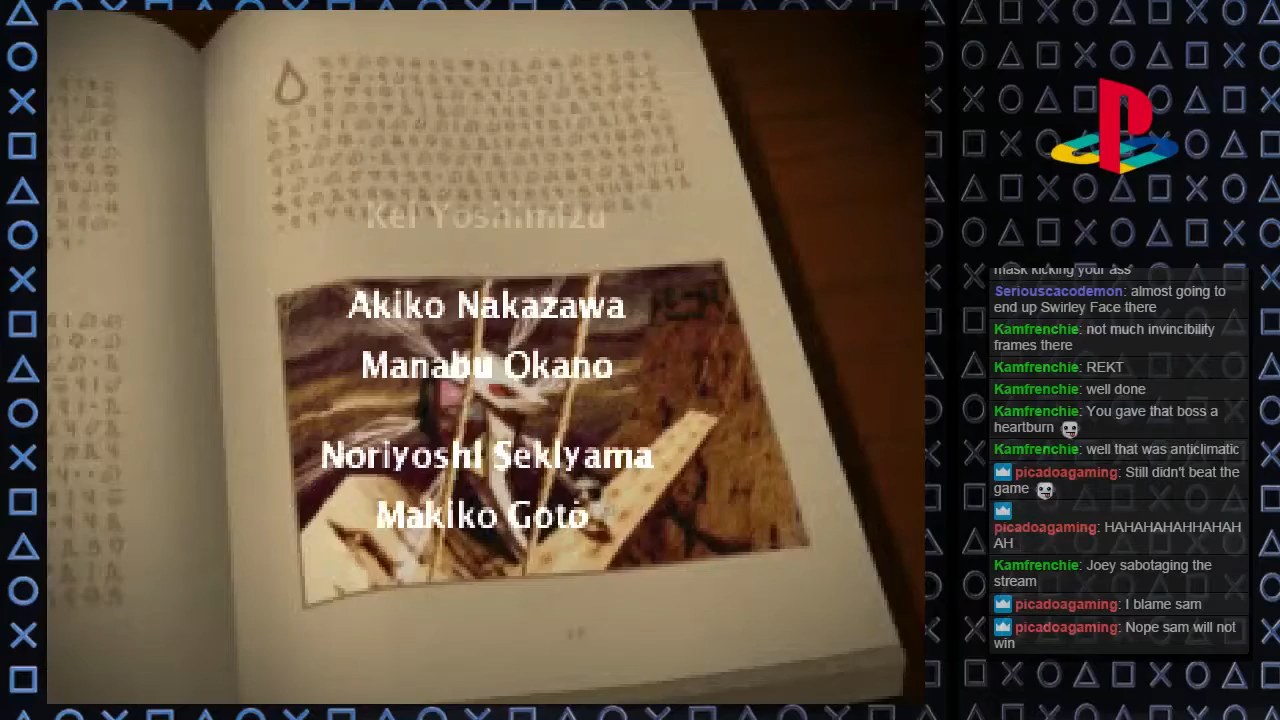 Kei Yoshimizu
Akiko Nakazawa
Manabu Okano
Noriyoshi Sekiyama
Makiko Goto
mask kicking your ass
Seriouscacodemon: almost going to
end up Swirley Face there
Kamfrenchie: not much invincibility
frames there
Kamfrenchie: REKT
Kamfrenchie: well done
Kamfrenchie: You gave that boss a
heartburn
Kamfrenchie: well that was anticlimatic
picadoagaming: Still didn't beat the
game
picadoagaming: HAHAHAHAHHAHAH
AH
Kamfrenchie: Joey sabotaging the
stream
picadoagaming: I blame sam
picadoagaming: Nope sam will not
win